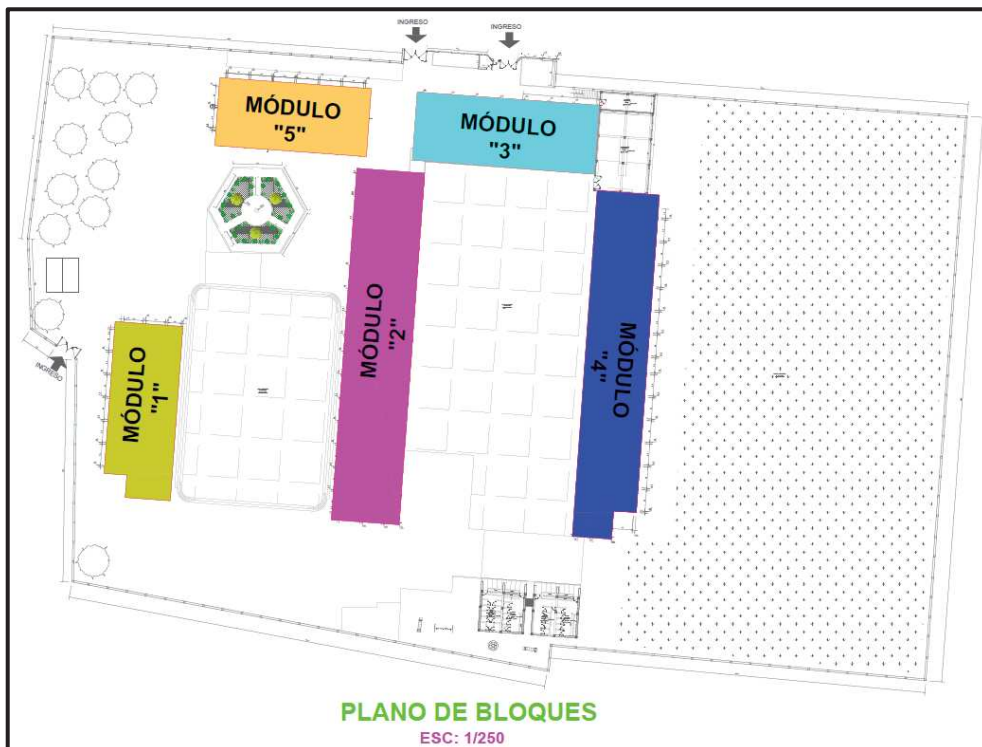 INGRESO
INGRESO
MÓDULO
"5"
MÓDULO
"3"
MÓDULO
"2"
MÓDULO
"4"
MÓDULO
"1"
INGRESO
PLANO DE BLOQUES
ESC: 1/250